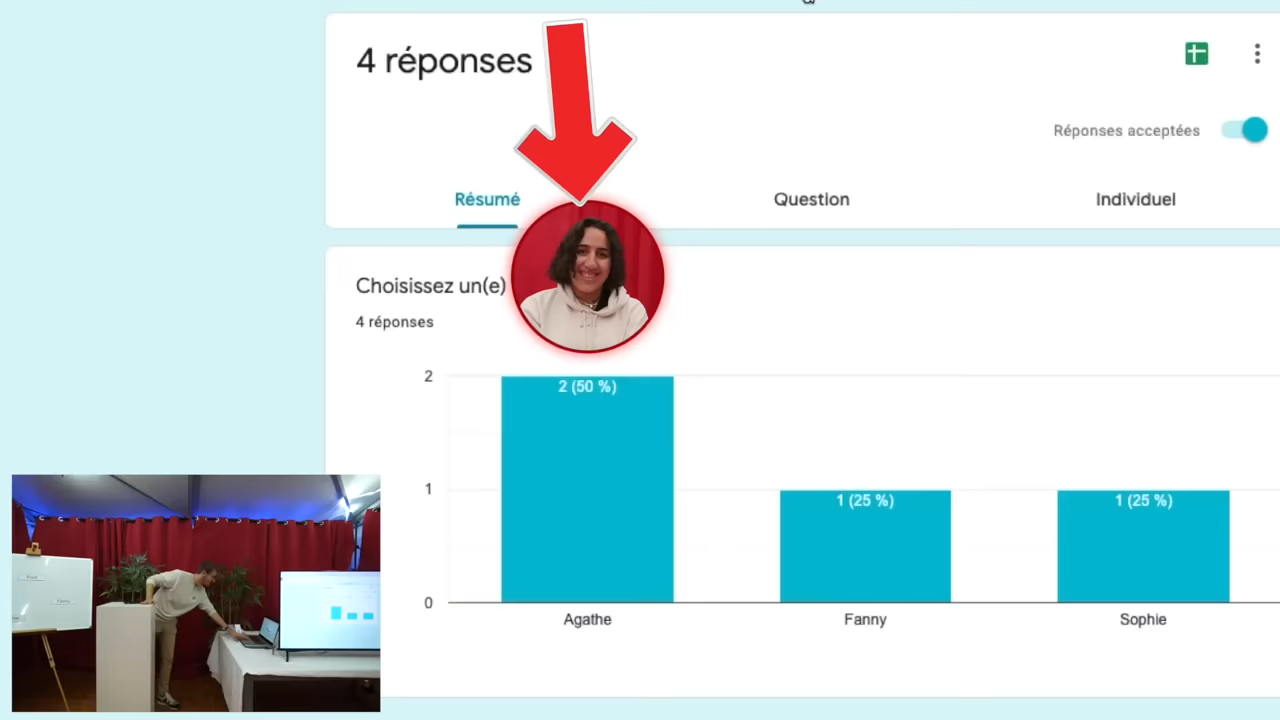 4 réponses
Réponses acceptées
Résumé
Question
Individuel
Choisissez un(e)
4 réponses
2
2 (50 %)
1
1 (25 %)
1 (25 %)
0
Agathe
Fanny
Sophie